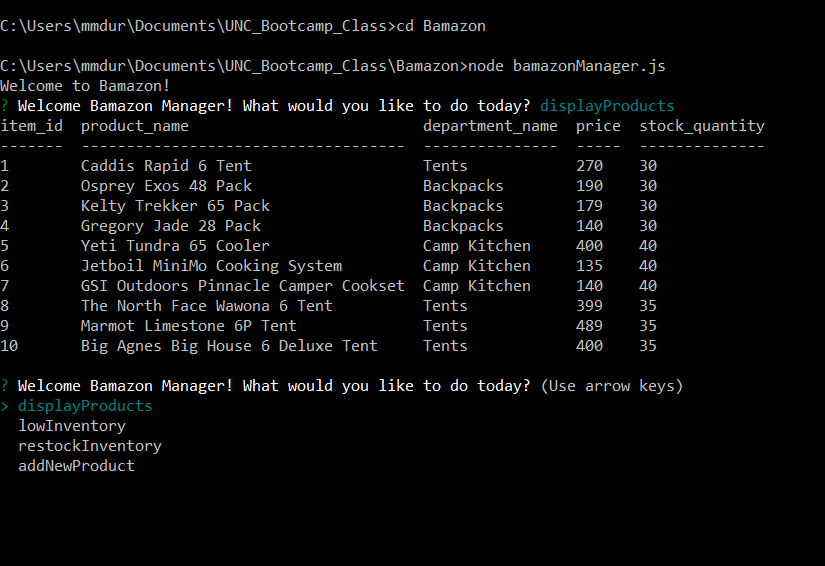 C:\Users\mmdur\Documents\UNC_Bootcamp_Class>cd Bamazon
C:\Users\mmdur\Documents\UNC_Bootcamp_Class\Bamazon>node bamazonManager.js
Welcome to Bamazon!
? Welcome Bamazon Manager! What would you like to do today? displayProducts
item_id  product_name                          department_name  price  stock_quantity
-------  ------------------------------------  ---------------  -----  --------------
1        Caddis Rapid 6 Tent                   Tents            270    30
2        Osprey Exos 48 Pack                   Backpacks        190    30
3        Kelty Trekker 65 Pack                 Backpacks        179    30
4        Gregory Jade 28 Pack                  Backpacks        140    30
5        Yeti Tundra 65 Cooler                 Camp Kitchen     400    40
6        Jetboil MiniMo Cooking System         Camp Kitchen     135    40
7        GSI Outdoors Pinnacle Camper Cookset  Camp Kitchen     140    40
8        The North Face Wawona 6 Tent          Tents            399    35
9        Marmot Limestone 6P Tent              Tents            489    35
10       Big Agnes Big House 6 Deluxe Tent     Tents            400    35
? Welcome Bamazon Manager! What would you like to do today? (Use arrow keys)
> displayProducts
  lowInventory
  restockInventory
  addNewProduct